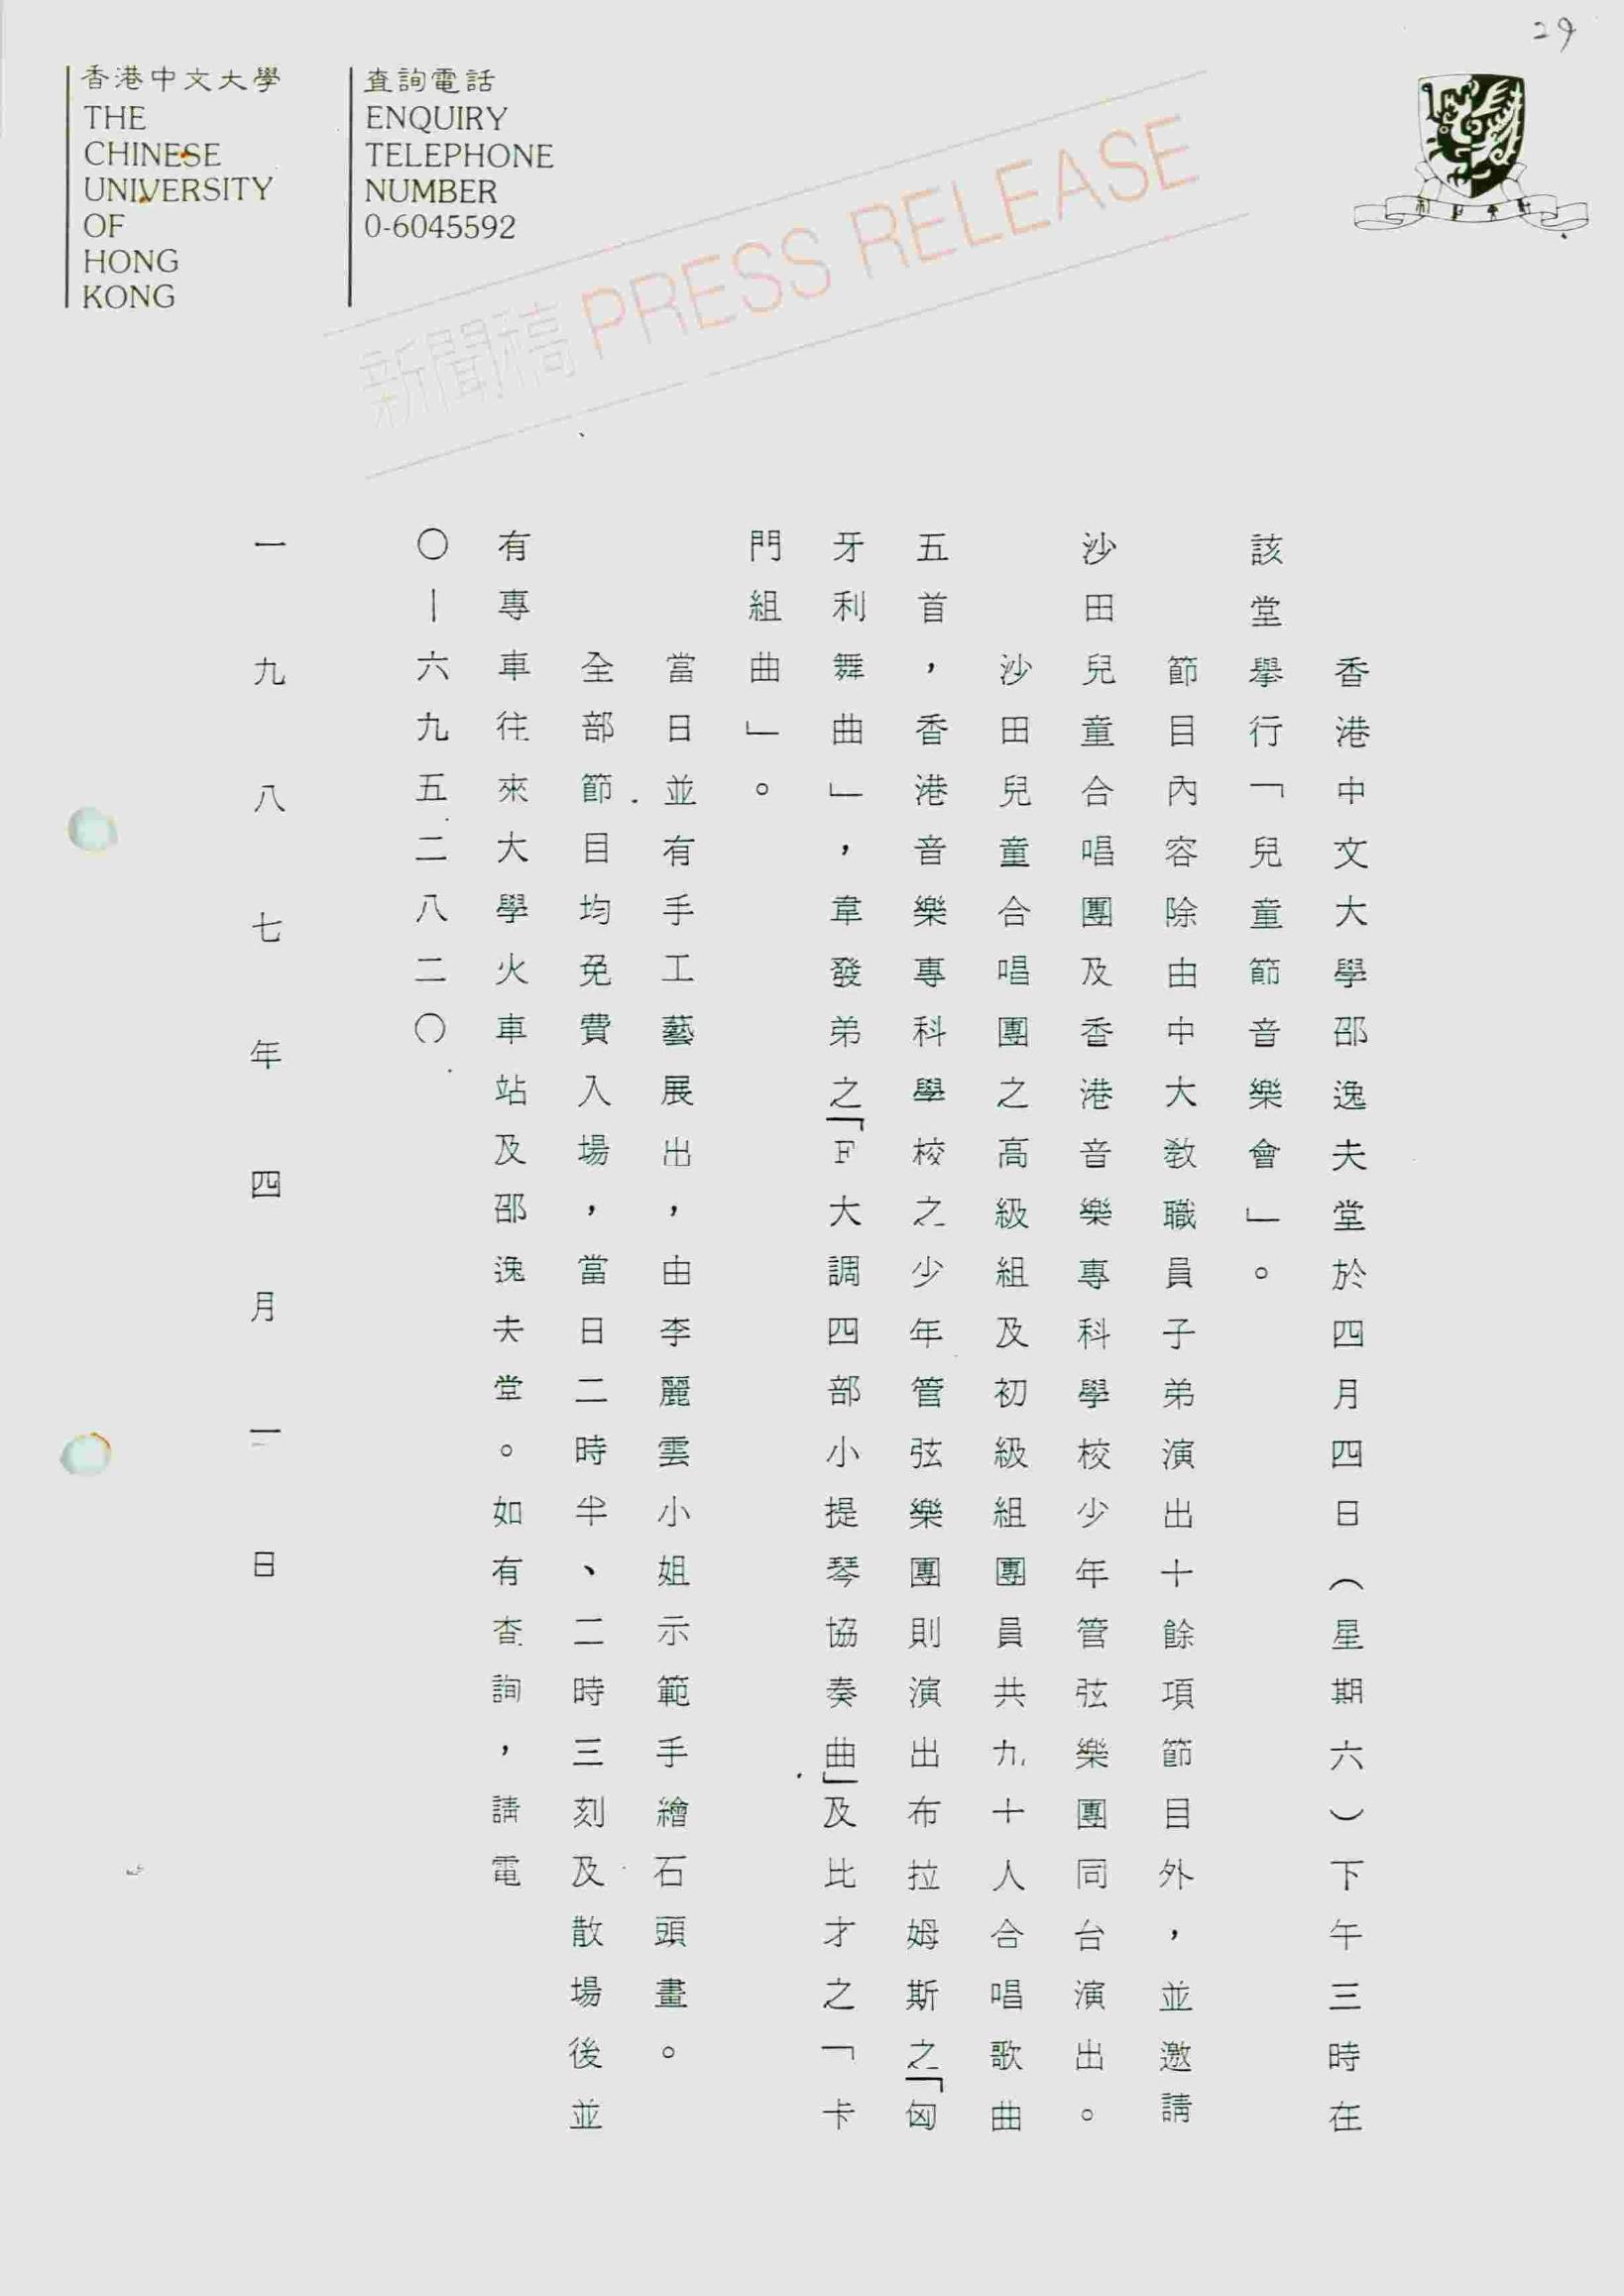 29
香港中文大學
THE
CHINESE
UNIVERSITY
OF
HONG
KONG
查詢電話
ENQUIRY
TELEPHONE
NUMBER
0-6045592
新聞稿 PRESS RELEASE
香港中文大學邵逸夫堂於四月四日（星期六）下午三時在
該堂舉行「兒童節音樂會」。
節目內容除由中大教職員子弟演出十餘項節目外，並邀請
沙田兒童合唱團及香港音樂專科學校少年管弦樂團同台演出。
沙田兒童合唱團之高級組及初級組團員共九十人合唱歌曲
五首，香港音樂專科學校之少年管弦樂團則演出布拉姆斯之「匈
牙利舞曲」，韋發弟之「F大調四部小提琴協奏曲」及比才之「卡
門組曲」。
當日並有手工藝展出，由李麗雲小姐示範手繪石頭畫。
全部節目均免費入場，當日二時半、二時三刻及散場後並
有專車往來大學火車站及邵逸夫堂。如有查詢，請電
〇—六九五二八二〇
一九八七年四月一日